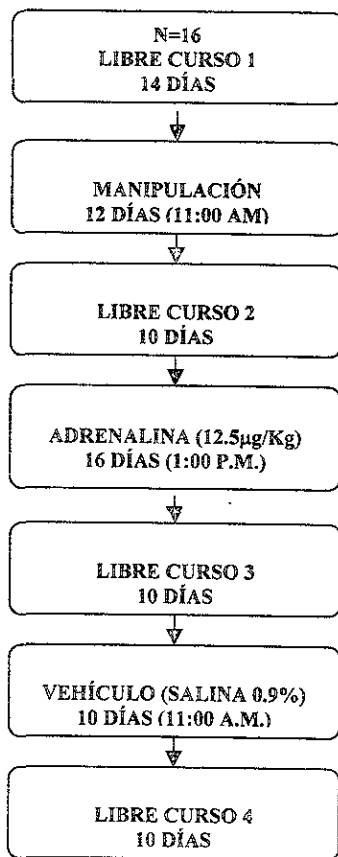 N=16
LIBRE CURSO 1
14 DÍAS
MANIPULACIÓN
12 DÍAS (11:00 AM)
LIBRE CURSO 2
10 DÍAS
ADRENALINA (12.5µg/Kg)
16 DÍAS (1:00 P.M.)
LIBRE CURSO 3
10 DÍAS
VEHÍCULO (SALINA 0.9%)
10 DÍAS (11:00 A.M.)
LIBRE CURSO 4
10 DÍAS